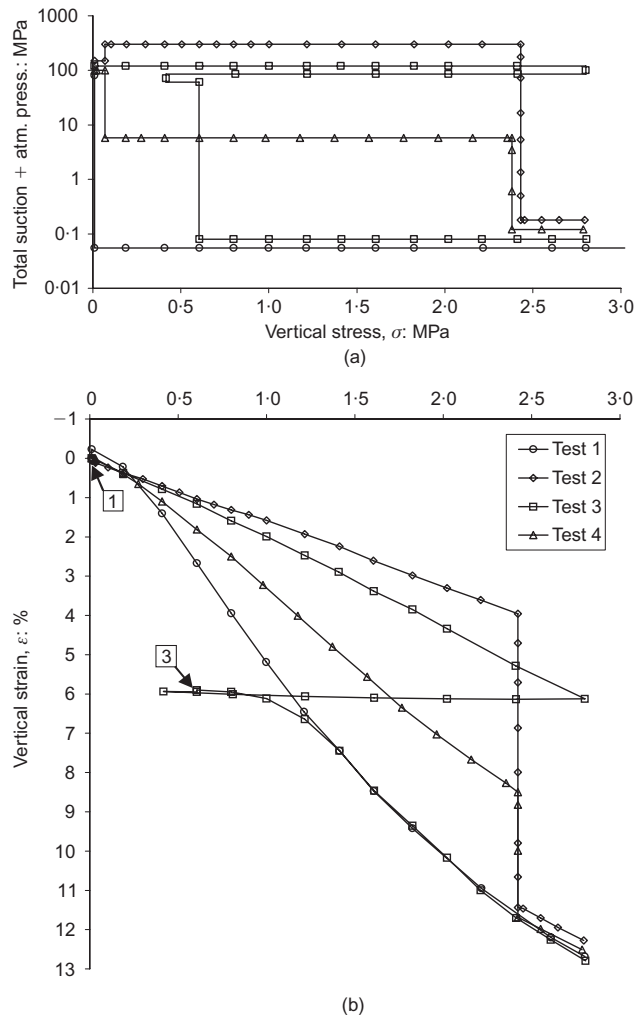 1000
100
10
1
0·1
0·01
Total suction + atm. press.: MPa
0 0·5 1·0 1·5 2·0 2·5 3·0
Vertical stress, σ: MPa
(a)
0 0·5 1·0 1·5 2·0 2·5 3·0
−1
0
1
2
3
4
5
6
7
8
9
10
11
12
13
Vertical strain, ε: %
Test 1
Test 2
Test 3
Test 4
1
3
(b)